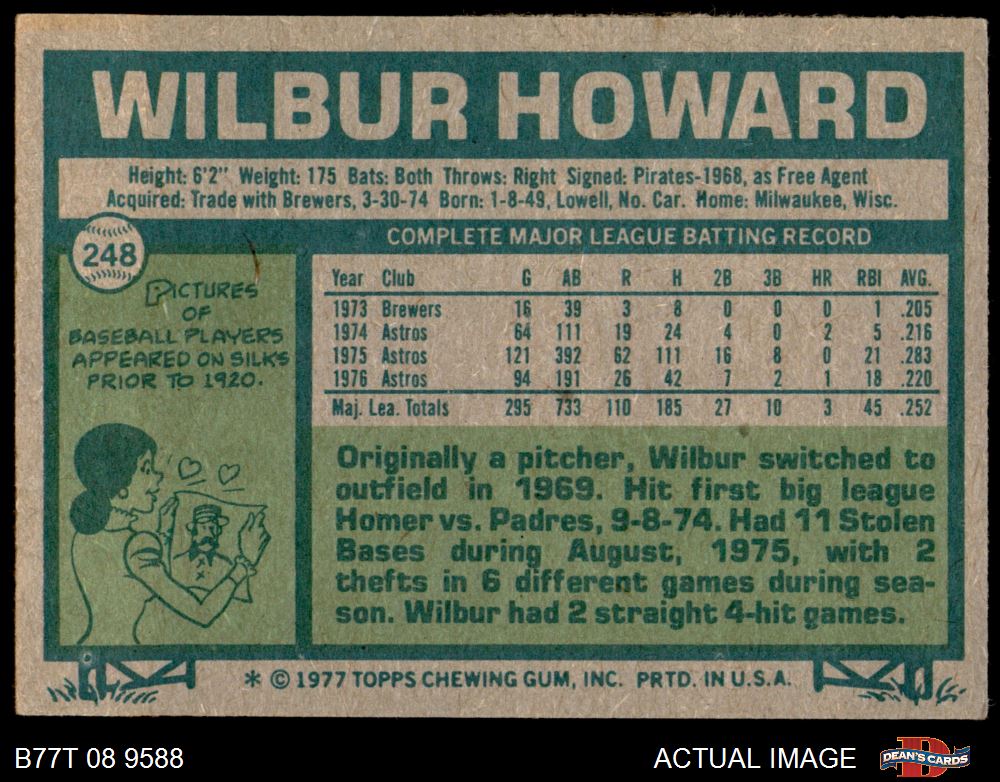 WILBUR HOWARD
Height: 6'2" Weight: 175 Bats: Both Throws: Right Signed: Pirates-1968, as Free Agent
Acquired: Trade with Brewers, 3-30-74 Born: 1-8-49, Lowell, No. Car. Home: Milwaukee, Wisc.
248
PICTURES
OF
BASEBALL PLAYERS
APPEARED ON SILKS
PRIOR TO 1920.
COMPLETE MAJOR LEAGUE BATTING RECORD
Year Club G AB R H 2B 3B HR RBI AVG.
1973 Brewers 16 39 3 8 0 0 0 1 .205
1974 Astros 64 111 19 24 4 0 2 5 .216
1975 Astros 121 392 62 111 16 8 0 21 .283
1976 Astros 94 191 26 42 7 2 1 18 .220
Maj. Lea. Totals 295 733 110 185 27 10 3 45 .252
Originally a pitcher, Wilbur switched to
outfield in 1969. Hit first big league
Homer vs. Padres, 9-8-74. Had 11 Stolen
Bases during August, 1975, with 2
thefts in 6 different games during sea-
son. Wilbur had 2 straight 4-hit games.
* © 1977 TOPPS CHEWING GUM, INC. PRTD. IN U.S.A.
B77T 08 9588
ACTUAL IMAGE
D
DEAN'S CARDS